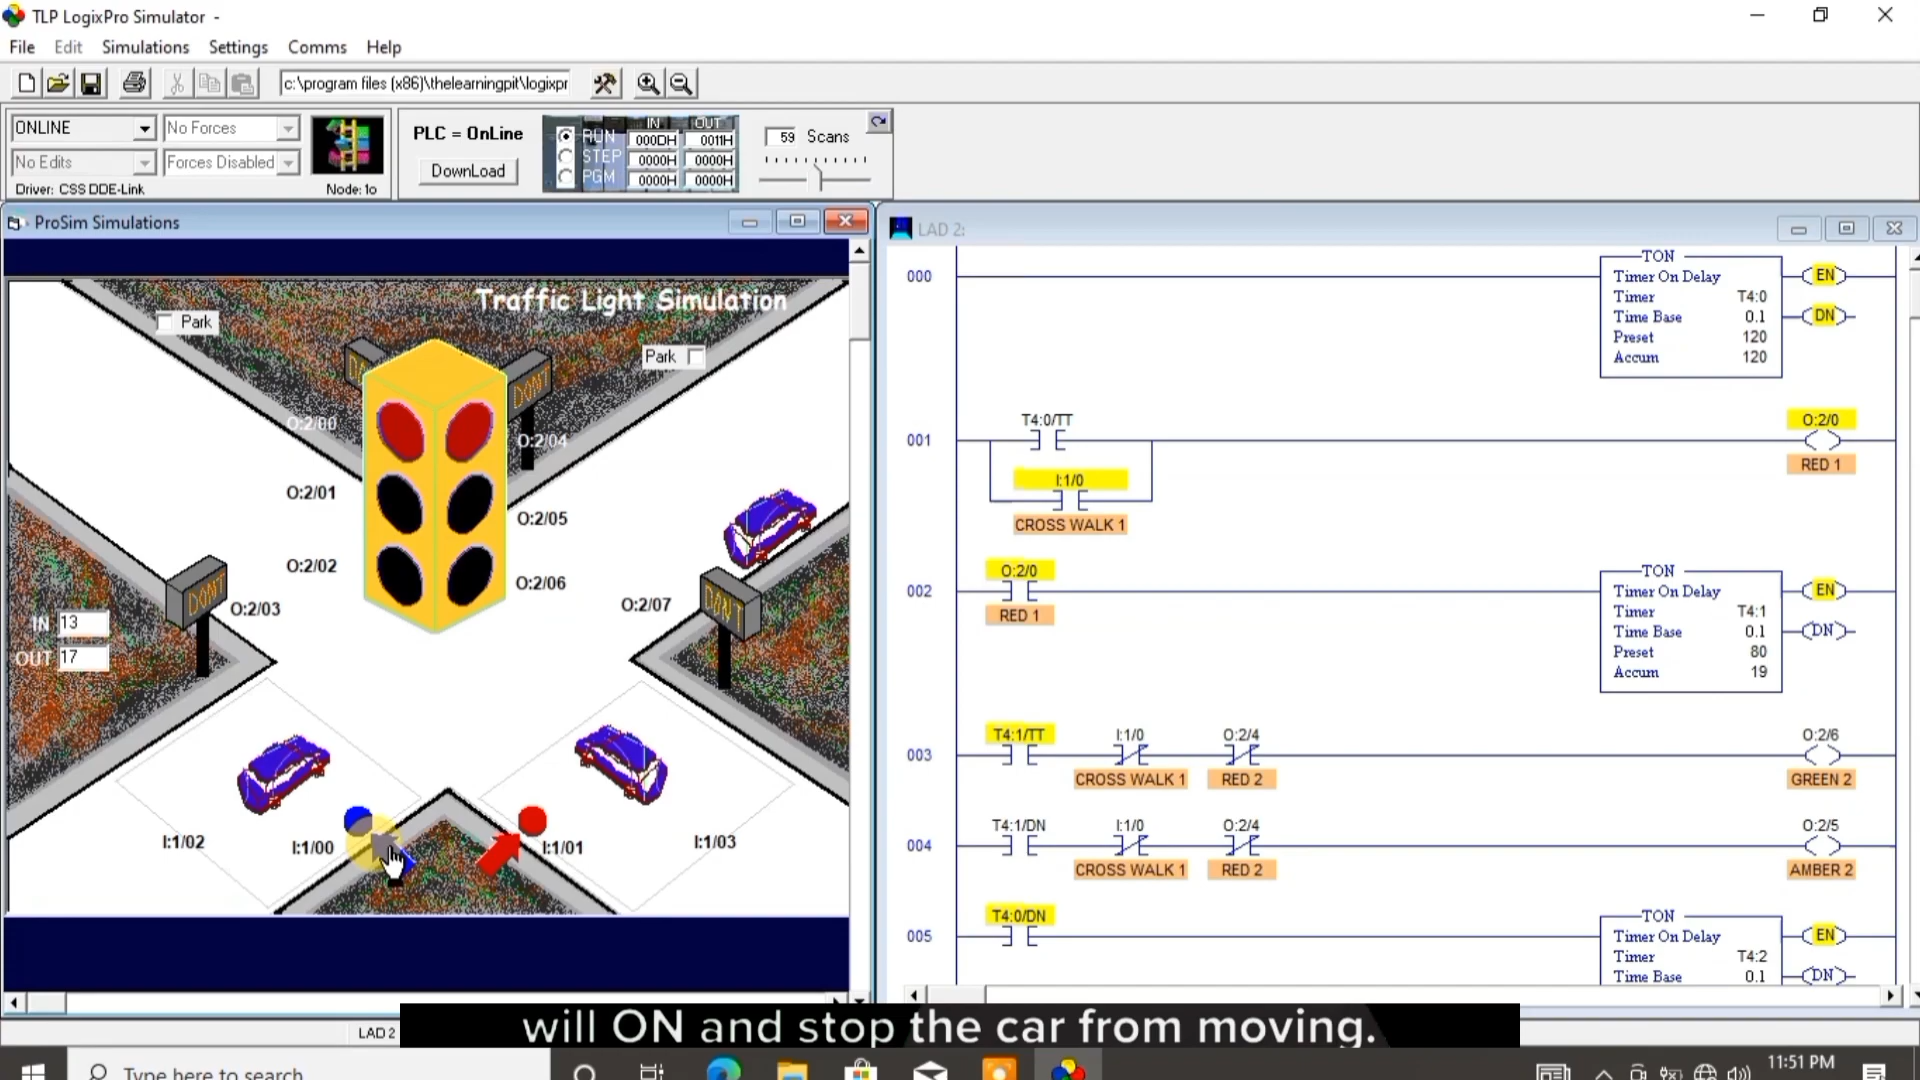 TLP LogixPro Simulator -
File Edit Simulations Settings Comms Help
c:\program files (x86)\thelearningpit\logixpr
ONLINE No Forces
No Edits Forces Disabled
Driver: CSS DDE-Link Node: 1o
PLC = OnLine
DownLoad
RUN
STEP
PGM
IN OUT
000DH 0011H
0000H 0000H
0000H 0000H
59 Scans
ProSim Simulations
Traffic Light Simulation
Park
Park
DONT
O:2/00
O:2/04
O:2/01
O:2/05
O:2/02
O:2/06
DONT
O:2/03
O:2/07
DONT
IN 13
OUT 17
I:1/02
I:1/00
I:1/01
I:1/03
LAD 2:
000
TON
Timer On Delay
Timer T4:0
Time Base 0.1
Preset 120
Accum 120
EN
DN
001
T4:0/TT
I:1/0
CROSS WALK 1
O:2/0
RED 1
002
O:2/0
RED 1
TON
Timer On Delay
Timer T4:1
Time Base 0.1
Preset 80
Accum 19
EN
DN
003
T4:1/TT
I:1/0
CROSS WALK 1
O:2/4
RED 2
O:2/6
GREEN 2
004
T4:1/DN
I:1/0
CROSS WALK 1
O:2/4
RED 2
O:2/5
AMBER 2
005
T4:0/DN
TON
Timer On Delay
Timer T4:2
Time Base 0.1
EN
DN
LAD 2
will ON and stop the car from moving.
Type here to search
11:51 PM